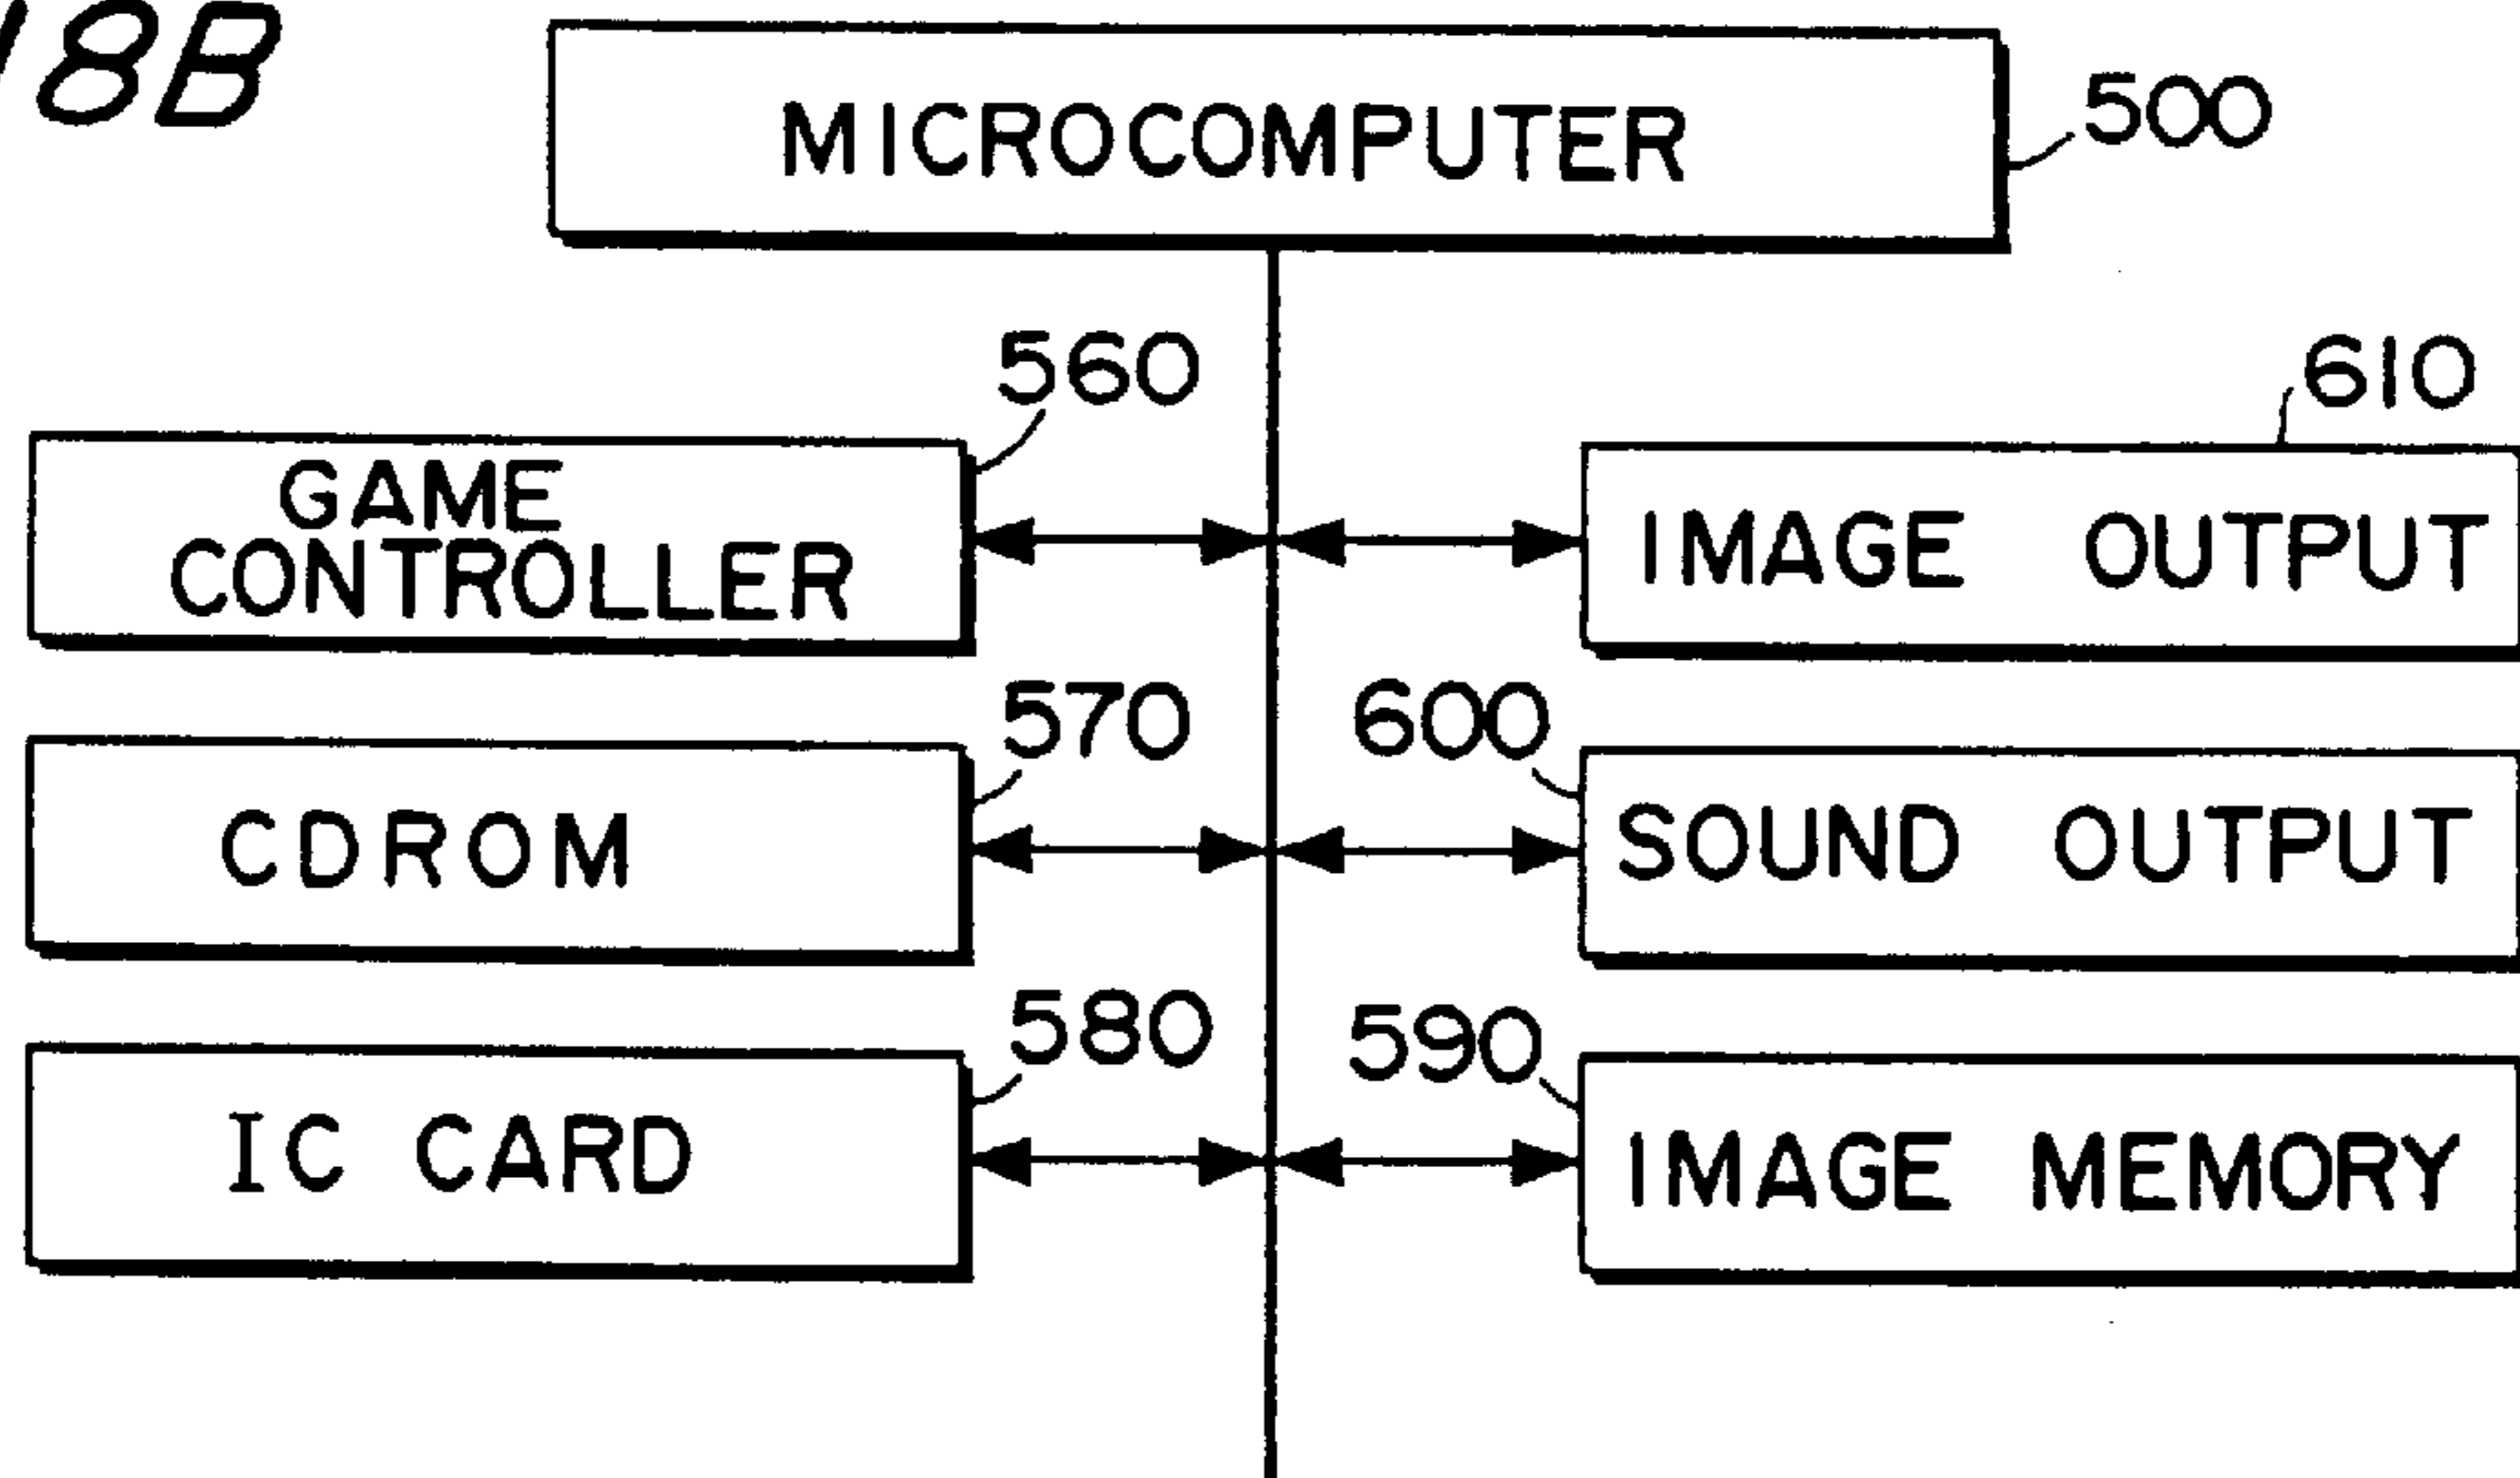 18B
MICROCOMPUTER
500
560
610
GAME
CONTROLLER
IMAGE OUTPUT
570
600
CDROM
SOUND OUTPUT
580
590
IC CARD
IMAGE MEMORY